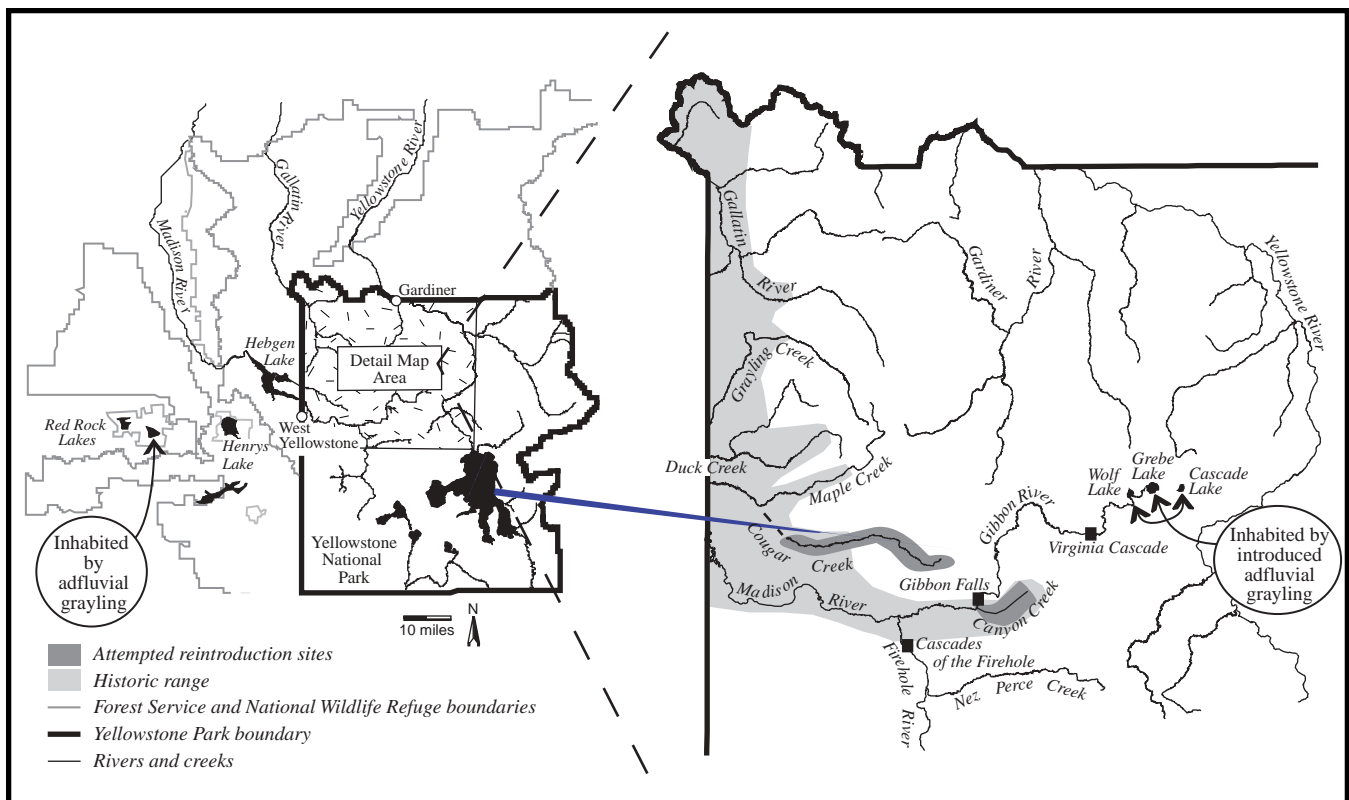 Madison River
Gallatin River
Yellowstone River
Gardiner
Hebgen
Lake
Detail Map
Area
West
Yellowstone
Red Rock
Lakes
Henrys
Lake
Inhabited
by
adfluvial
grayling
Yellowstone
National
Park
10 miles
N
Attempted reintroduction sites
Historic range
Forest Service and National Wildlife Refuge boundaries
Yellowstone Park boundary
Rivers and creeks
Gallatin
River
Gardiner
River
Yellowstone River
Grayling Creek
Duck Creek
Maple Creek
Cougar
Creek
Madison
River
Gibbon River
Gibbon Falls
Canyon Creek
Virginia Cascade
Wolf
Lake
Grebe
Lake
Cascade
Lake
Inhabited by
introduced
adfluvial
grayling
Cascades
of the Firehole
Firehole
River
Nez Perce Creek